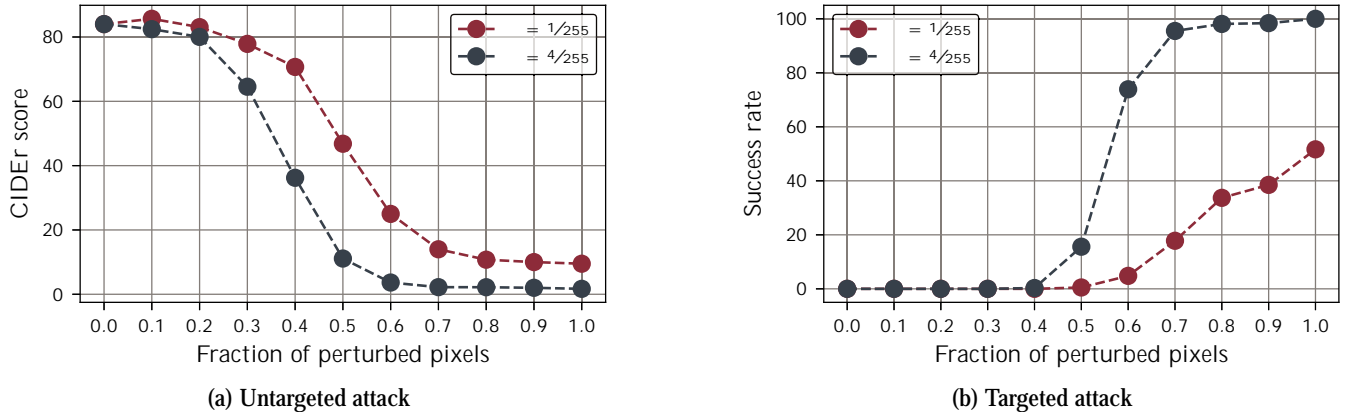 CIDEr score
80
60
40
20
0
= 1/255
= 4/255
0.0 0.1 0.2 0.3 0.4 0.5 0.6 0.7 0.8 0.9 1.0
Fraction of perturbed pixels
(a) Untargeted attack
Success rate
100
80
60
40
20
0
= 1/255
= 4/255
0.0 0.1 0.2 0.3 0.4 0.5 0.6 0.7 0.8 0.9 1.0
Fraction of perturbed pixels
(b) Targeted attack